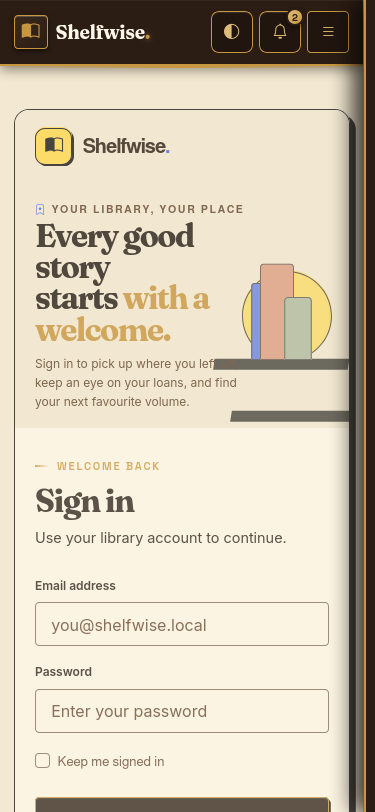 Shelfwise.
2
Shelfwise.
YOUR LIBRARY, YOUR PLACE
Every good
story
starts with a
welcome.
Sign in to pick up where you left
keep an eye on your loans, and find
your next favourite volume.
WELCOME BACK
Sign in
Use your library account to continue.
Email address
you@shelfwise.local
Password
Enter your password
Keep me signed in